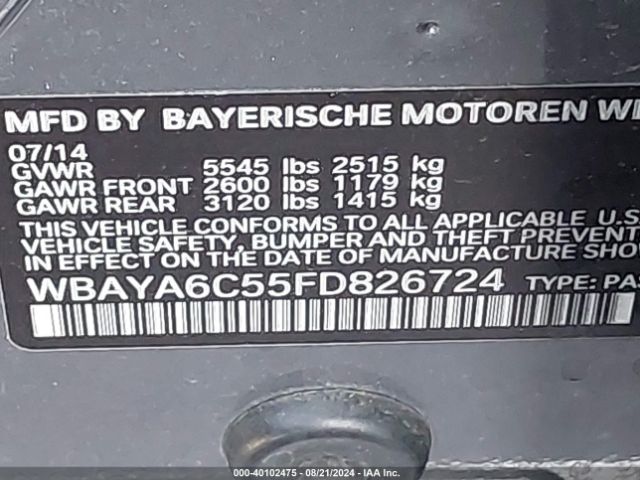 MFD BY BAYERISCHE MOTOREN
07/14
GVWR 5545 lbs 2515 kg
GAWR FRONT 2600 lbs 1179 kg
GAWR REAR 3120 lbs 1415 kg
THIS VEHICLE CONFORMS TO ALL APPLICABLE U.S
VEHICLE SAFETY, BUMPER AND THEFT PREVENT
IN EFFECT ON THE DATE OF MANUFACTURE SHO
WBAYA6C55FD826724 TYPE: PAS
000-40102475 - 08/21/2024 - IAA Inc.